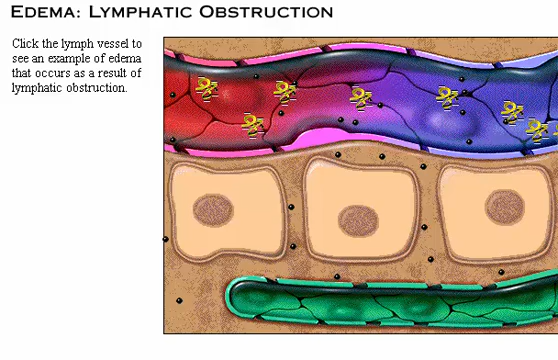 EDEMA: LYMPHATIC OBSTRUCTION
Click the lymph vessel to
see an example of edema
that occurs as a result of
lymphatic obstruction.